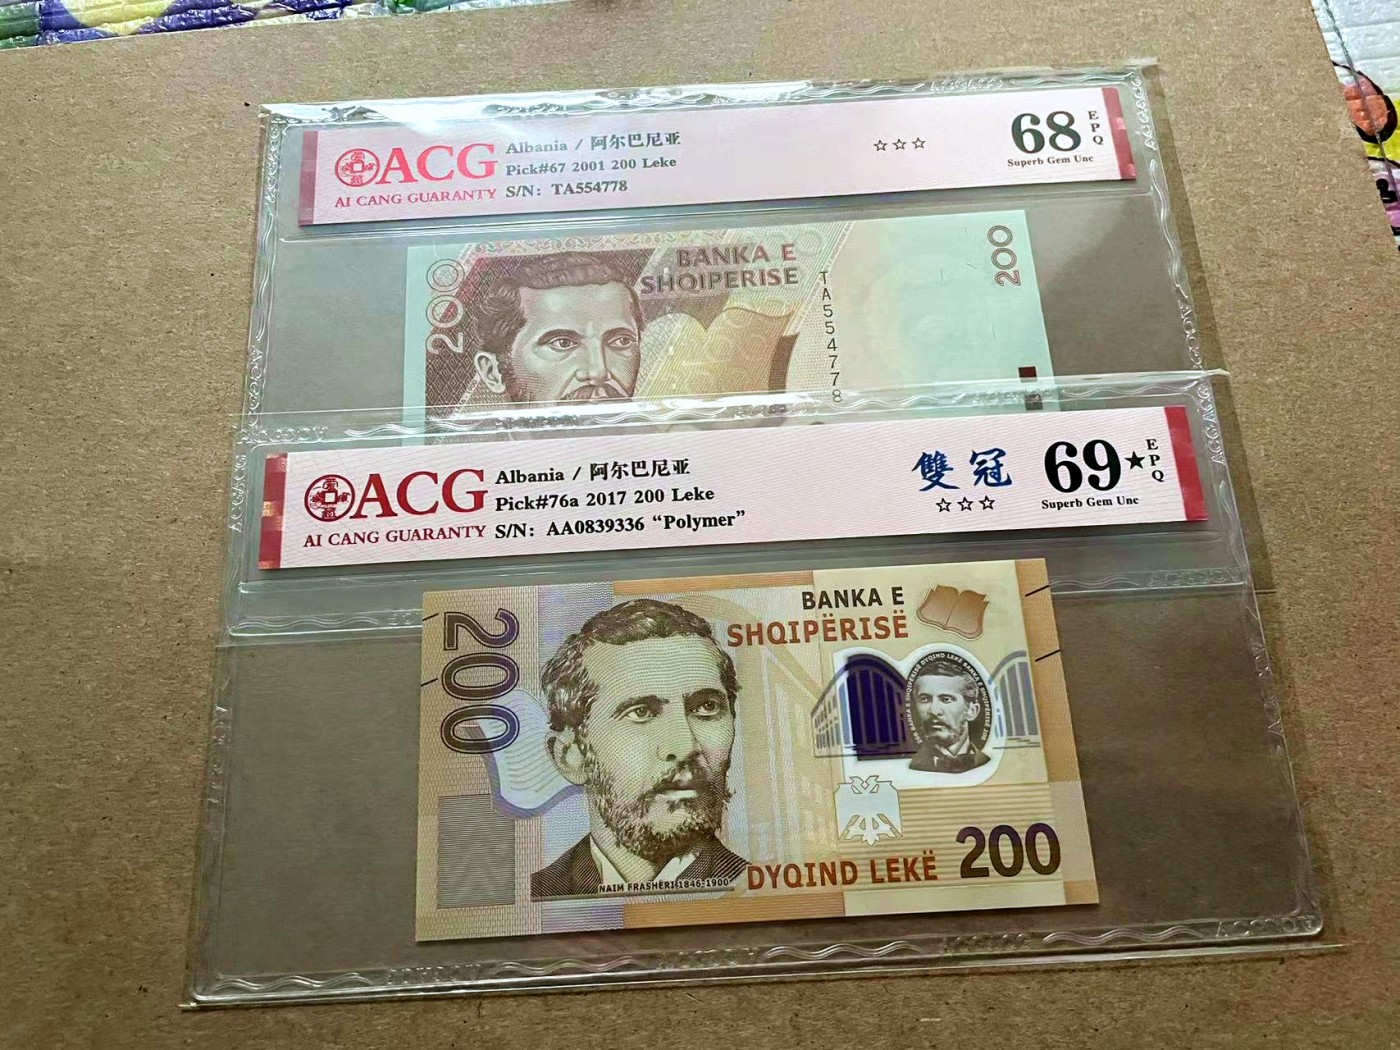 ACG
AI CANG GUARANTY
Albania / 阿尔巴尼亚
Pick#67 2001 200 Leke
S/N: TA554778
☆☆☆
68
EPQ
Superb Gem Unc
200
BANKA E
SHQIPERISE
TA554778
200
ACG
AI CANG GUARANTY
Albania / 阿尔巴尼亚
Pick#76a 2017 200 Leke
S/N: AA0839336 “Polymer”
雙冠
☆☆☆
69★
EPQ
Superb Gem Unc
200
BANKA E
SHQIPËRISË
NAIM FRASHERI 1846-1900
DYQIND LEKË 200